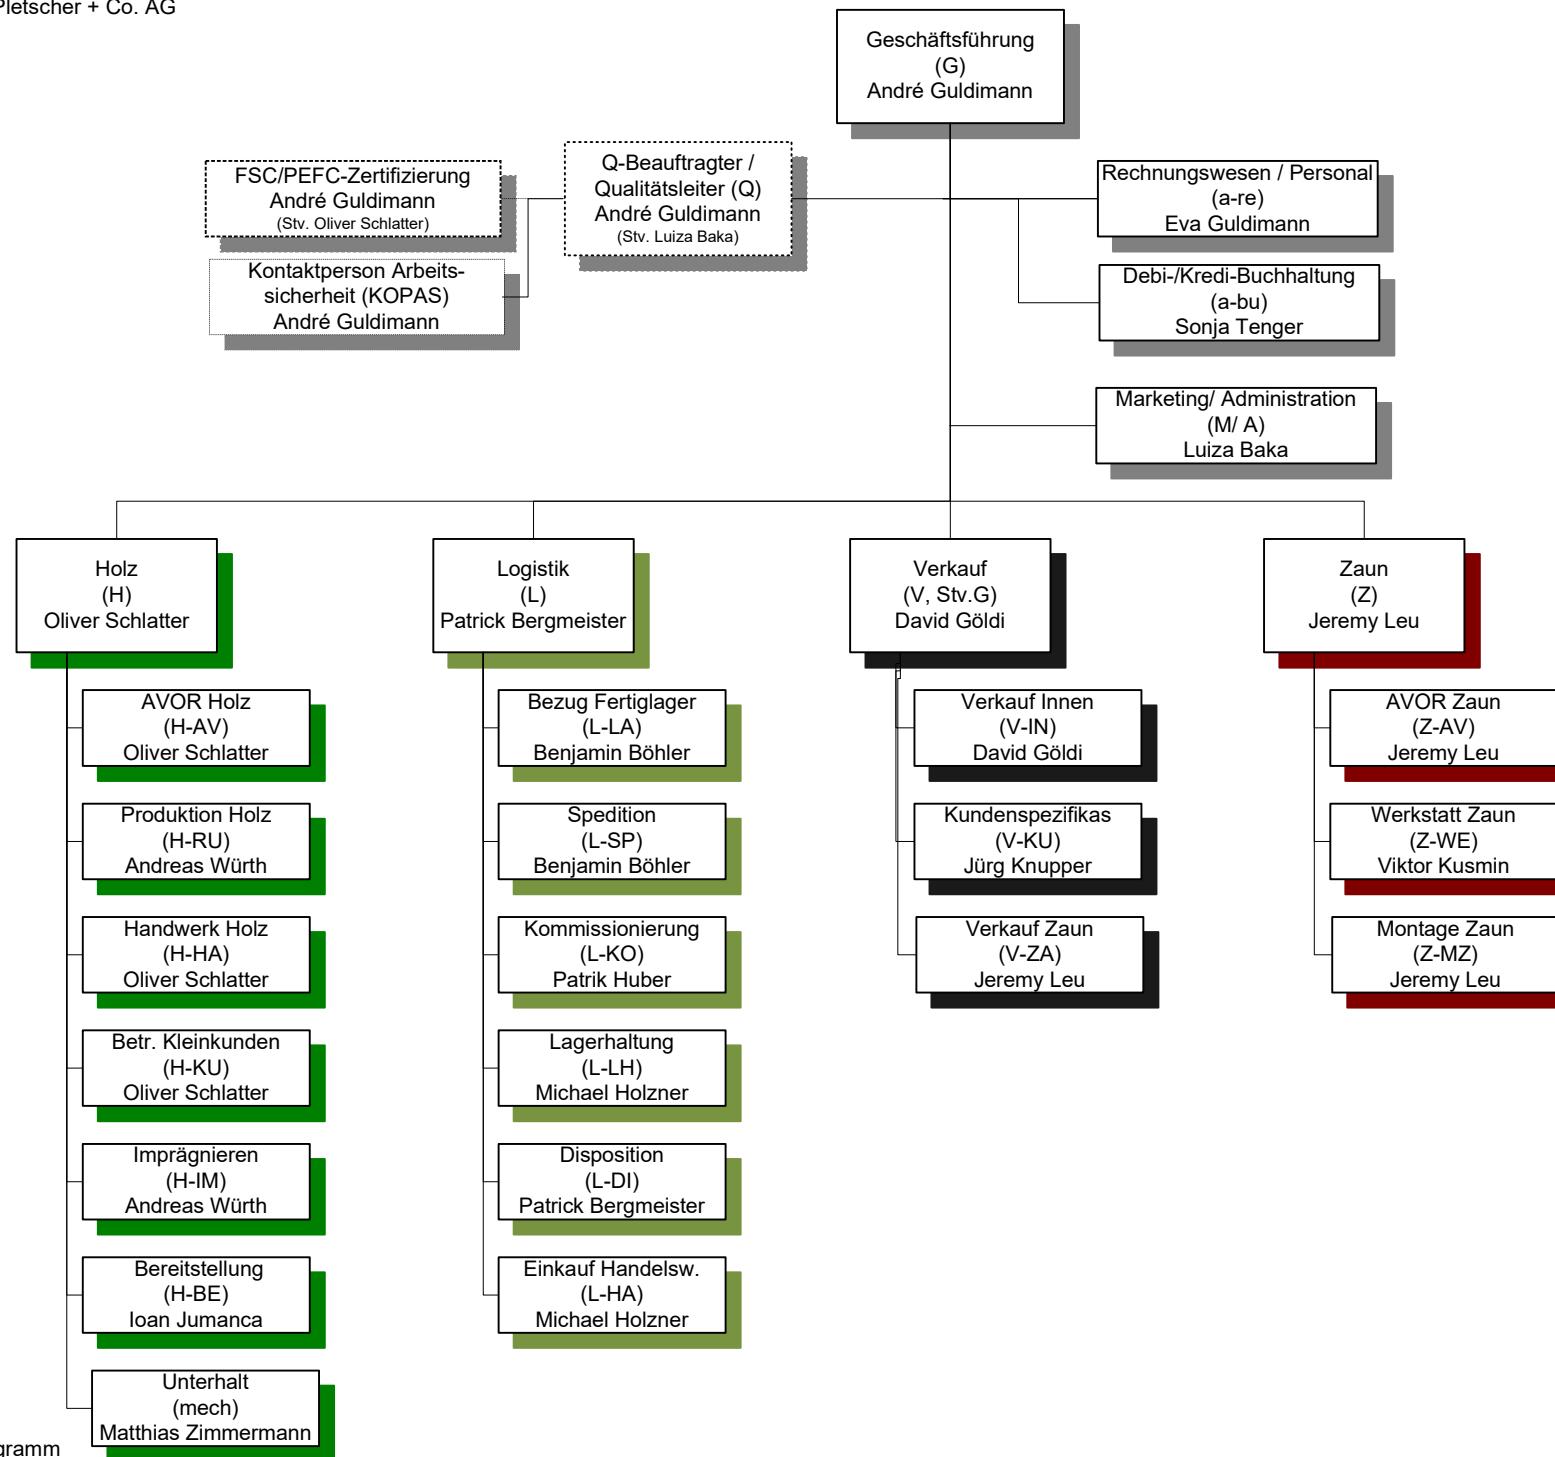 Pletscher + Co. AG
Geschäftsführung
(G)
André Guldimann
FSC/PEFC-Zertifizierung
André Guldimann
(Stv. Oliver Schlatter)
Q-Beauftragter /
Qualitätsleiter (Q)
André Guldimann
(Stv. Luiza Baka)
Rechnungswesen / Personal
(a-re)
Eva Guldimann
Kontaktperson Arbeits-
sicherheit (KOPAS)
André Guldimann
Debi-/Kredi-Buchhaltung
(a-bu)
Sonja Tenger
Marketing/ Administration
(M/ A)
Luiza Baka
Holz
(H)
Oliver Schlatter
Logistik
(L)
Patrick Bergmeister
Verkauf
(V, Stv.G)
David Göldi
Zaun
(Z)
Jeremy Leu
AVOR Holz
(H-AV)
Oliver Schlatter
Bezug Fertiglager
(L-LA)
Benjamin Böhler
Verkauf Innen
(V-IN)
David Göldi
AVOR Zaun
(Z-AV)
Jeremy Leu
Produktion Holz
(H-RU)
Andreas Würth
Spedition
(L-SP)
Benjamin Böhler
Kundenspezifikas
(V-KU)
Jürg Knupper
Werkstatt Zaun
(Z-WE)
Viktor Kusmin
Handwerk Holz
(H-HA)
Oliver Schlatter
Kommissionierung
(L-KO)
Patrik Huber
Verkauf Zaun
(V-ZA)
Jeremy Leu
Montage Zaun
(Z-MZ)
Jeremy Leu
Betr. Kleinkunden
(H-KU)
Oliver Schlatter
Lagerhaltung
(L-LH)
Michael Holzner
Imprägnieren
(H-IM)
Andreas Würth
Disposition
(L-DI)
Patrick Bergmeister
Bereitstellung
(H-BE)
Ioan Jumanca
Einkauf Handelsw.
(L-HA)
Michael Holzner
Unterhalt
(mech)
Matthias Zimmermann
gramm